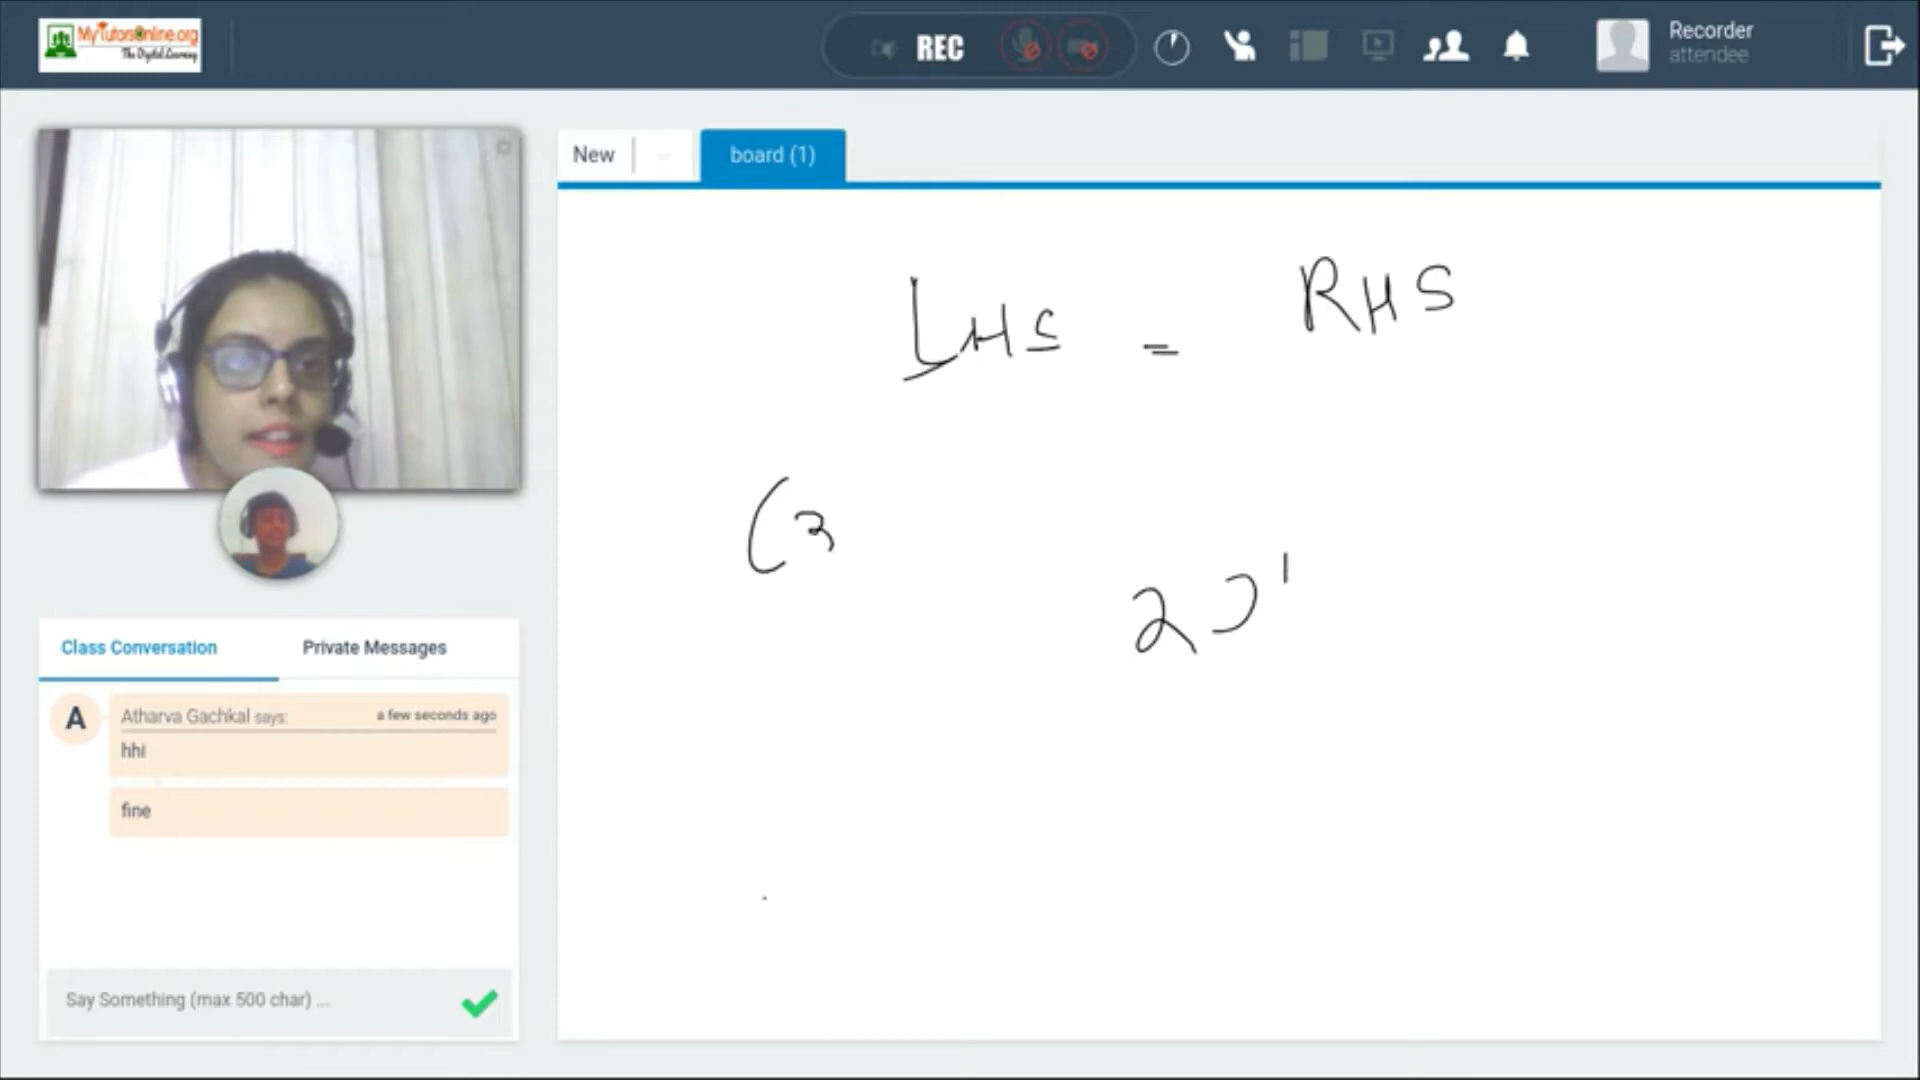 MyTutorsOnline.org
The Digital Learning
REC
Recorder
attendee
New
board (1)
LHS = RHS
(3
2
Class Conversation
Private Messages
A
Atharva Gachkal says:
a few seconds ago
hhi
fine
Say Something (max 500 char) ...